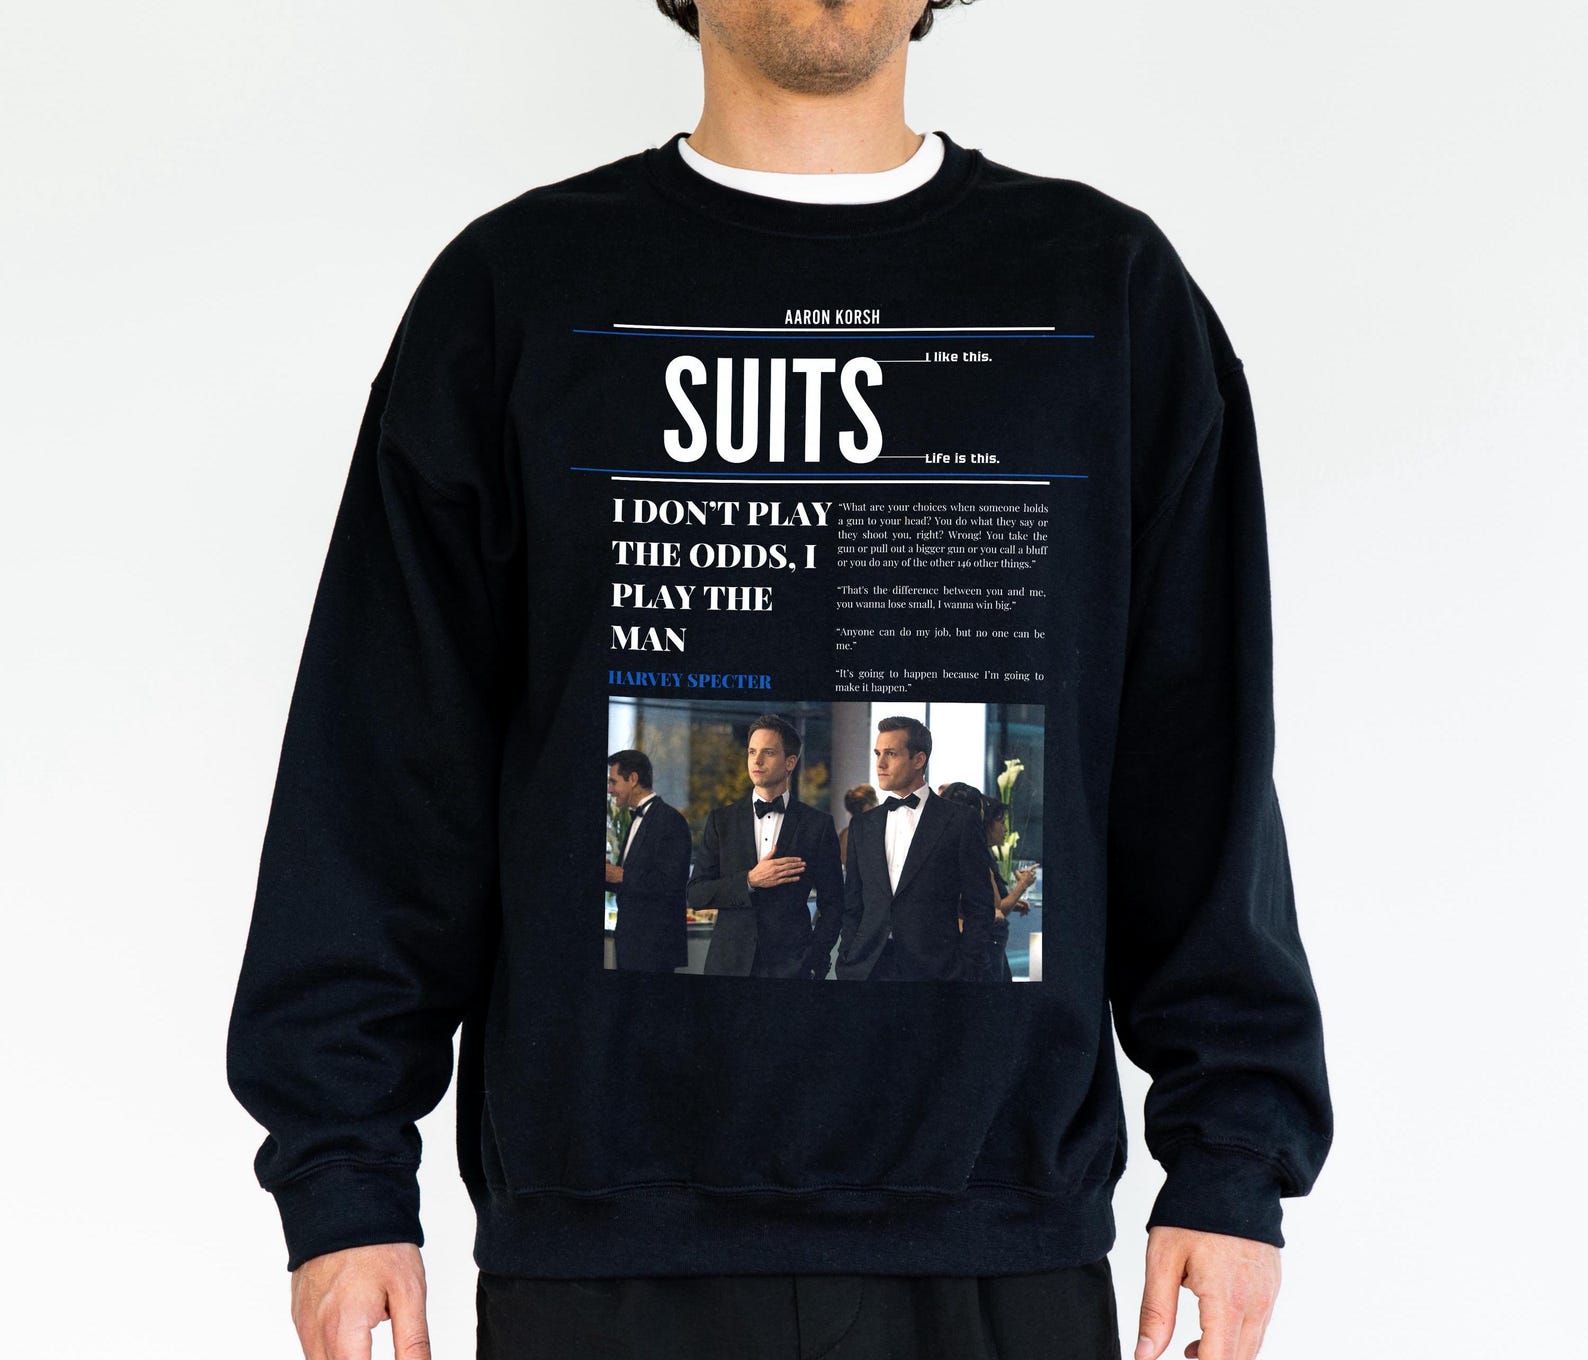 AARON KORSH
SUITS
I like this.
Life is this.
I DON'T PLAY
THE ODDS, I
PLAY THE
MAN
HARVEY SPECTER
“What are your choices when someone holds
a gun to your head? You do what they say or
they shoot you, right? Wrong! You take the
gun or pull out a bigger gun or you call a bluff
or you do any of the other 146 other things.”
“That's the difference between you and me,
you wanna lose small, I wanna win big.”
“Anyone can do my job, but no one can be
me.”
“It's going to happen because I'm going to
make it happen.”